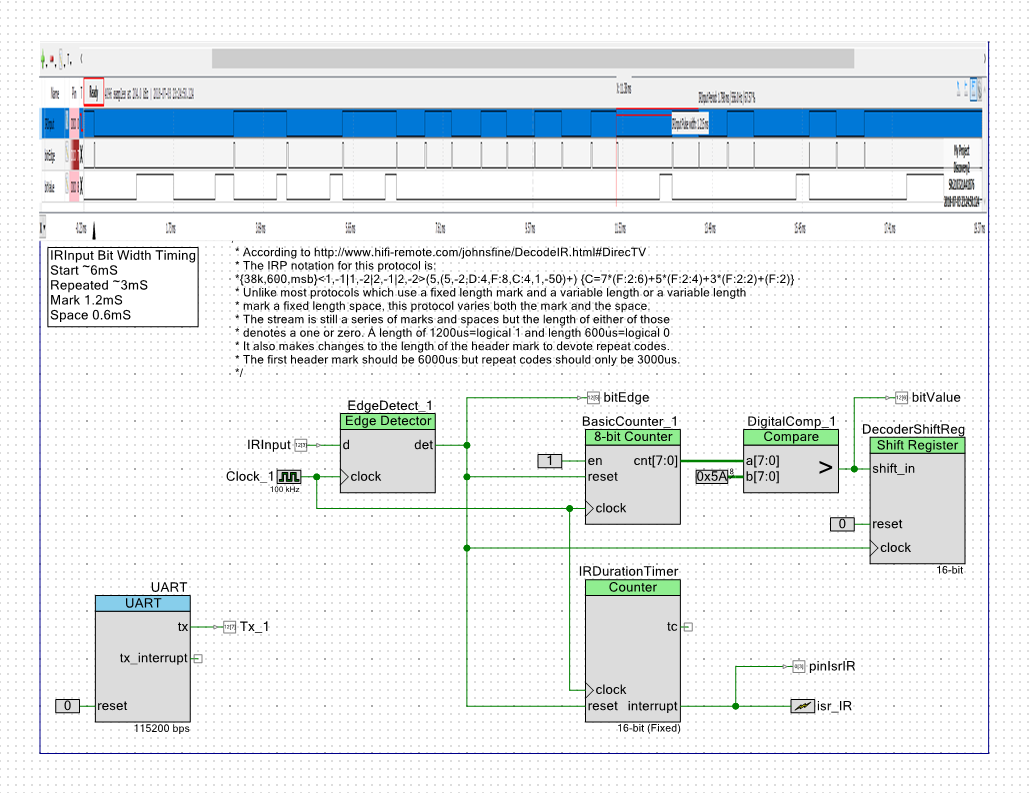 Name
Pin
T
Ready
bitEdge
bitValue
My Project
IRInput Bit Width Timing
Start ~6mS
Repeated ~3mS
Mark 1.2mS
Space 0.6mS
* According to http://www.hifi-remote.com/johnsfine/DecodeIR.html#DirecTV
* The IRP notation for this protocol is:
*{38k,600,msb}<1,-1|1,-2|2,-1|2,-2>(5,(5,-2,D:4,F:8,C:4,1,-50)+) {C=7*(F:2:6)+5*(F:2:4)+3*(F:2:2)+(F:2)}
* Unlike most protocols which use a fixed length mark and a variable length or a variable length
* mark a fixed length space, this protocol varies both the mark and the space.
* The stream is still a series of marks and spaces but the length of either of those
* denotes a one or zero. A length of 1200us=logical 1 and length 600us=logical 0
* It also makes changes to the length of the header mark to devote repeat codes.
* The first header mark should be 6000us but repeat codes should only be 3000us.
*/
bitEdge
bitValue
EdgeDetect_1
Edge Detector
IRInput
d
det
Clock_1
100 kHz
clock
BasicCounter_1
8-bit Counter
1
en
cnt[7:0]
reset
clock
DigitalComp_1
Compare
a[7:0]
0x5A
8
b[7:0]
>
DecoderShiftReg
Shift Register
shift_in
0
reset
clock
16-bit
IRDurationTimer
Counter
tc
clock
reset
interrupt
16-bit (Fixed)
pinIsrIR
isr_IR
UART
UART
tx
Tx_1
tx_interrupt
0
reset
115200 bps